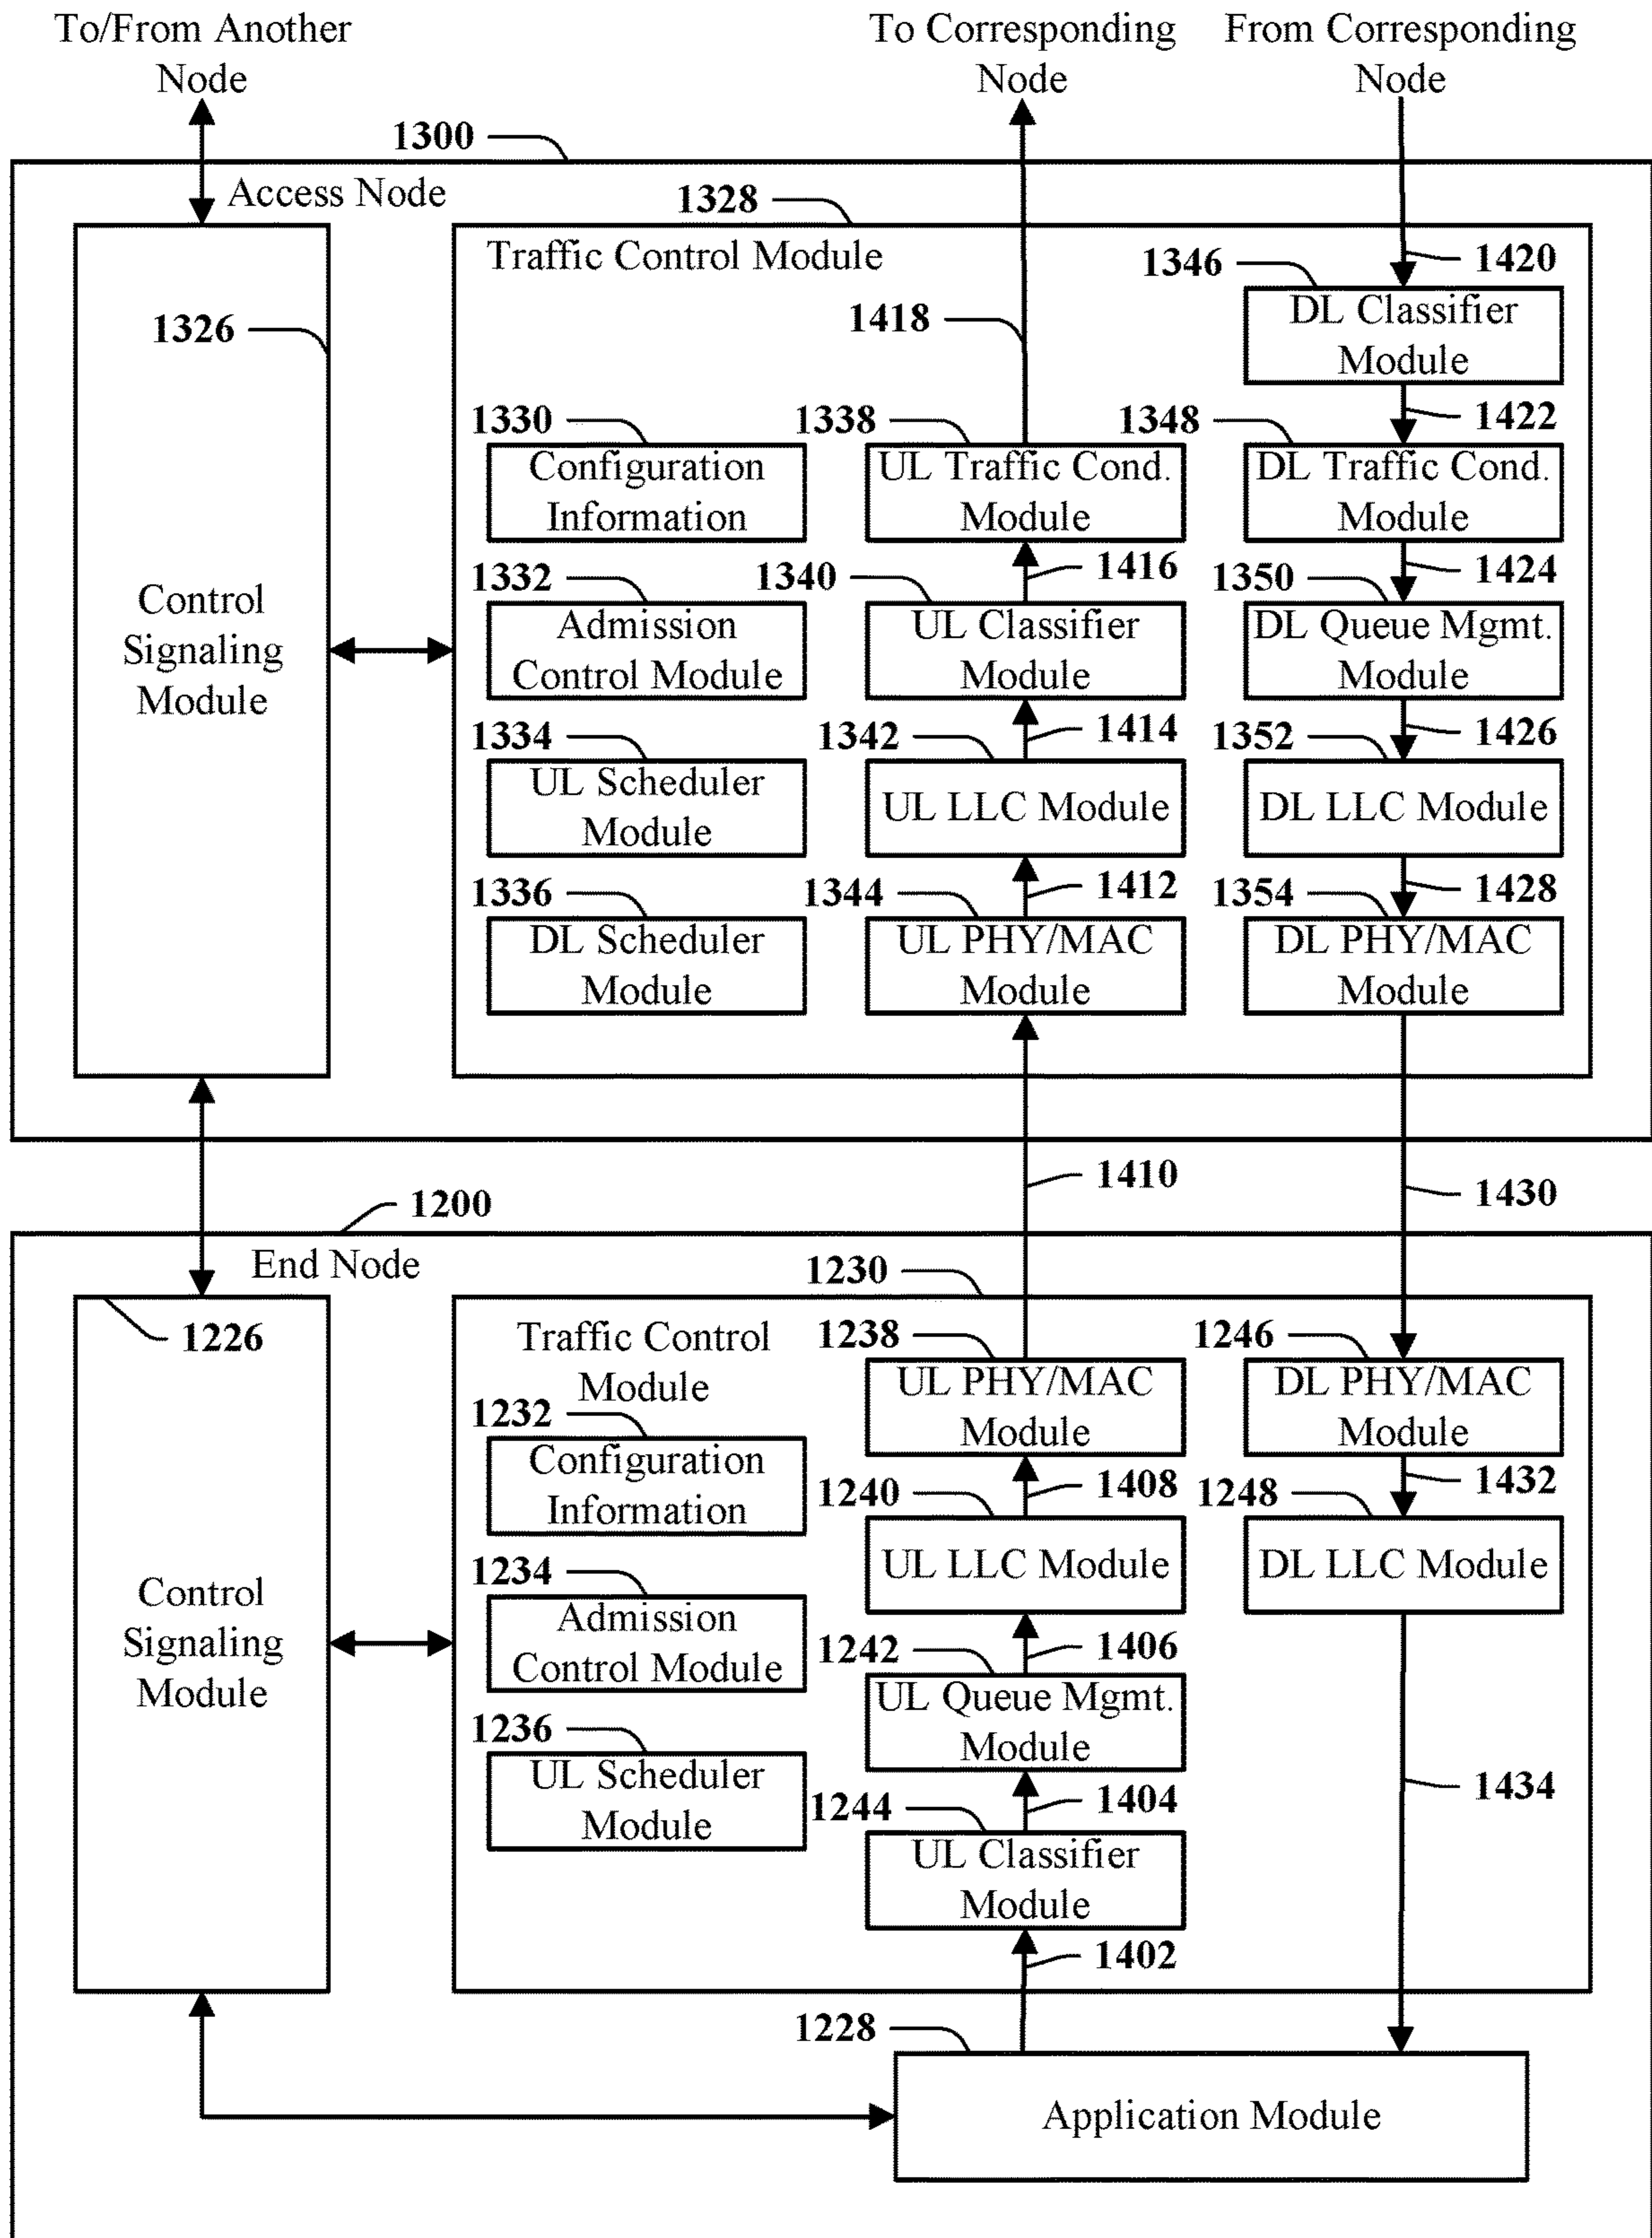 To/From Another
Node
To Corresponding
Node
From Corresponding
Node
1300
Access Node
1326
Control
Signaling
Module
1328
Traffic Control Module
1418
1346
1420
DL Classifier
Module
1422
1330
Configuration
Information
1338
UL Traffic Cond.
Module
1348
DL Traffic Cond.
Module
1416
1424
1332
Admission
Control Module
1340
UL Classifier
Module
1350
DL Queue Mgmt.
Module
1414
1426
1334
UL Scheduler
Module
1342
UL LLC Module
1352
DL LLC Module
1412
1428
1336
DL Scheduler
Module
1344
UL PHY/MAC
Module
1354
DL PHY/MAC
Module
1410
1430
1200
End Node
1226
Control
Signaling
Module
1230
Traffic Control
Module
1238
UL PHY/MAC
Module
1246
DL PHY/MAC
Module
1232
Configuration
Information
1408
1432
1240
UL LLC Module
1248
DL LLC Module
1234
Admission
Control Module
1406
1242
UL Queue Mgmt.
Module
1236
UL Scheduler
Module
1404
1434
1244
UL Classifier
Module
1402
1228
Application Module